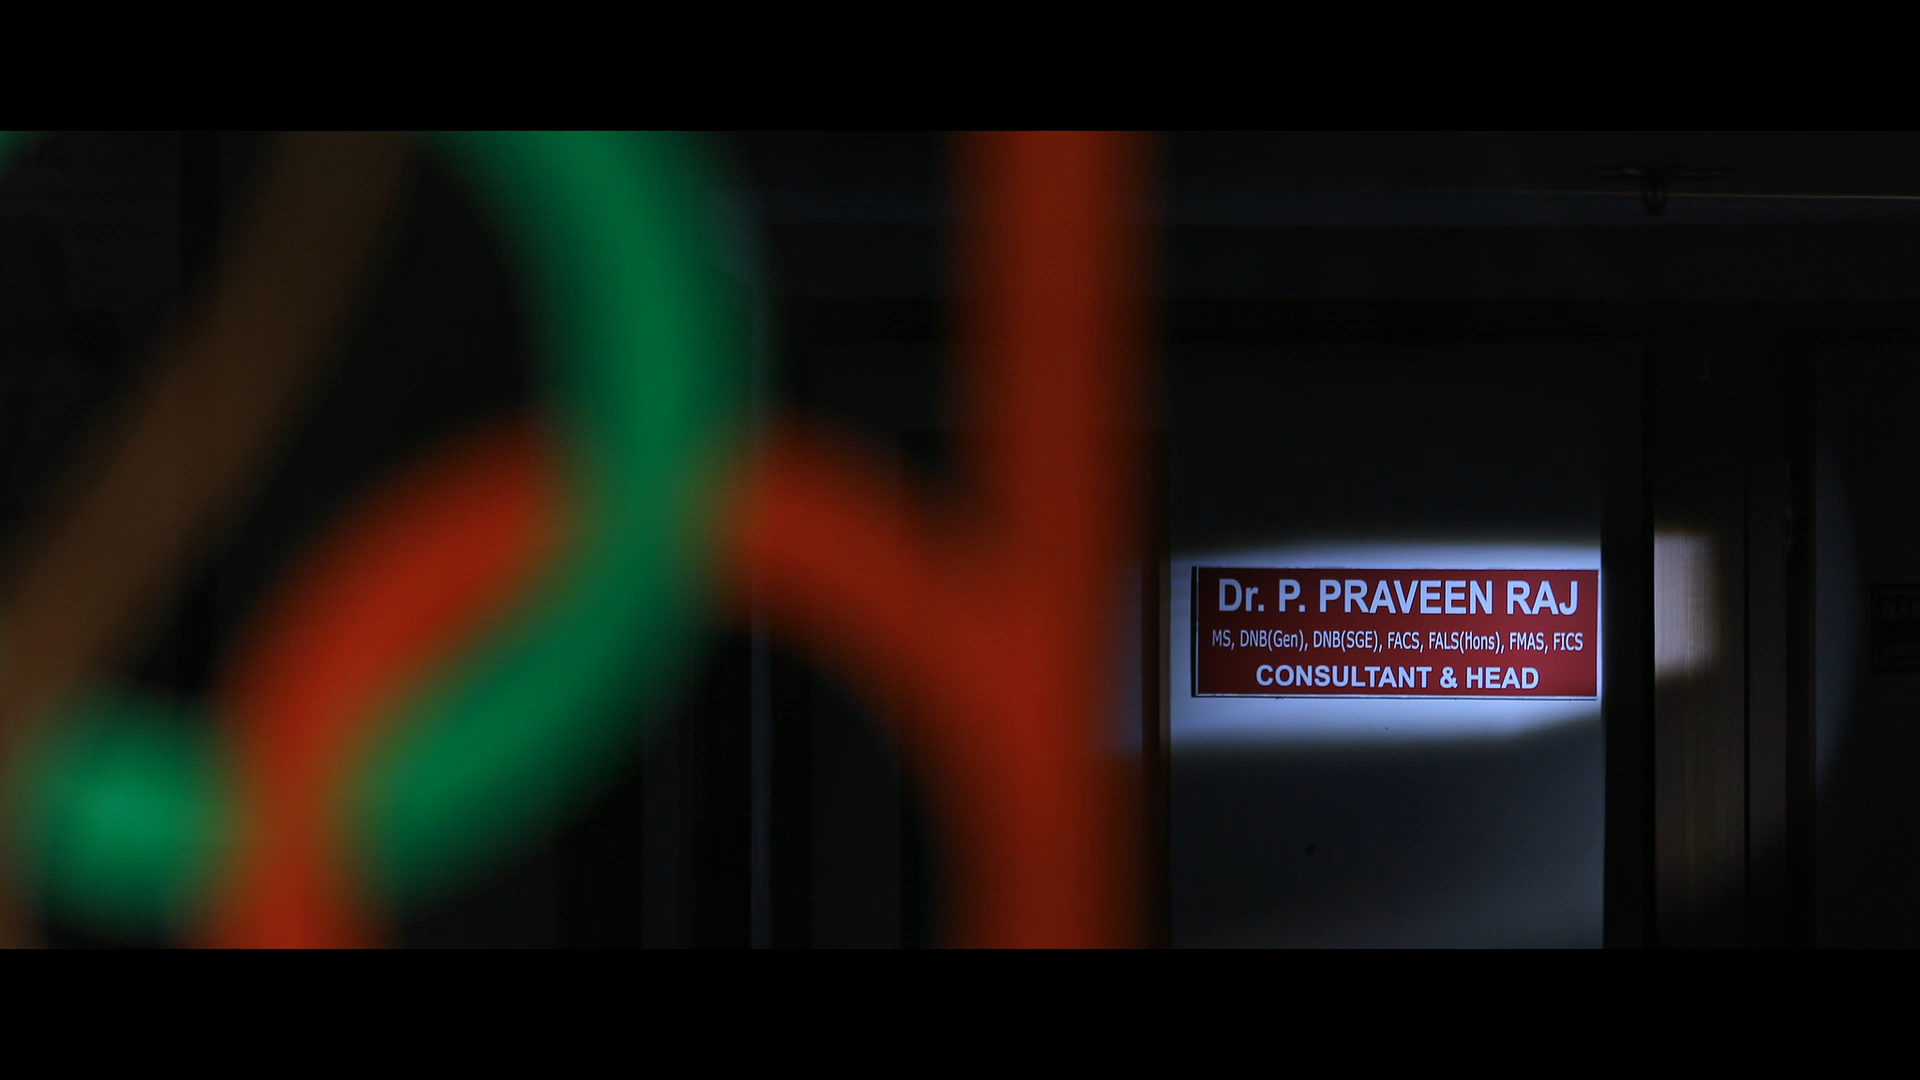 Dr. P. PRAVEEN RAJ
MS, DNB(Gen), DNB(SGE), FACS, FALS(Hons), FMAS, FICS
CONSULTANT & HEAD